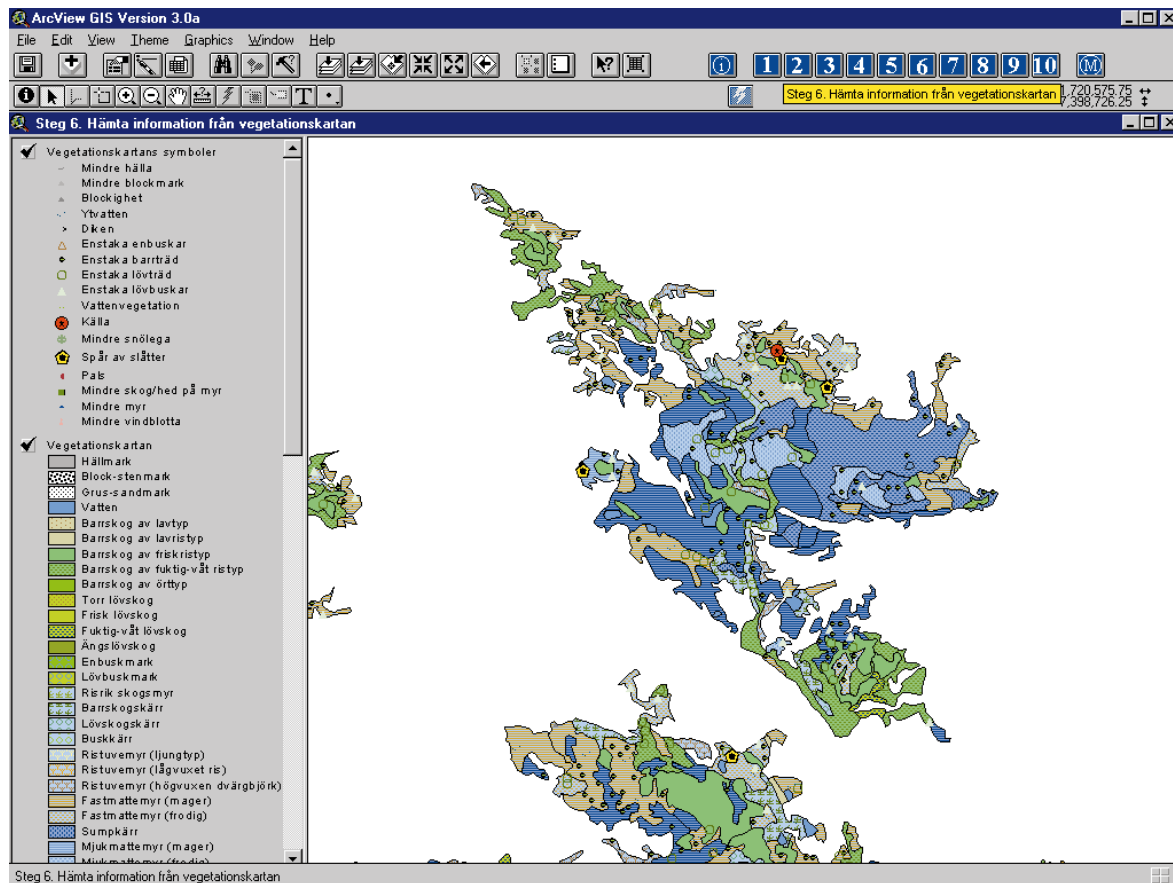 ArcView GIS Version 3.0a
File Edit View Theme Graphics Window Help
1 2 3 4 5 6 7 8 9 10 M
T
Steg 6. Hämta information från vegetationskartan
1,720,575.75
7,398,726.25
Steg 6. Hämta information från vegetationskartan
Vegetationskartans symboler
Mindre hälla
Mindre blockmark
Blockighet
Ytvatten
Diken
Enstaka enbuskar
Enstaka barrträd
Enstaka lövträd
Enstaka lövbuskar
Vattenvegetation
Källa
Mindre snölega
Spår av slåtter
Pals
Mindre skog/hed på myr
Mindre myr
Mindre vindblotta
Vegetationskartan
Hällmark
Block-stenmark
Grus-sandmark
Vatten
Barrskog av lavtyp
Barrskog av lavristyp
Barrskog av friskristyp
Barrskog av fuktig-våt ristyp
Barrskog av örttyp
Torr lövskog
Frisk lövskog
Fuktig-våt lövskog
Ängslövskog
Enbuskmark
Lövbuskmark
Risrik skogsmyr
Barrskogskärr
Lövskogskärr
Buskkärr
Ristuvemyr (ljungtyp)
Ristuvemyr (lågvuxet ris)
Ristuvemyr (högvuxen dvärgbjörk)
Fastmattemyr (mager)
Fastmattemyr (frodig)
Sumpkärr
Mjukmattemyr (mager)
Mjukmattemyr (frodig)
Steg 6. Hämta information från vegetationskartan